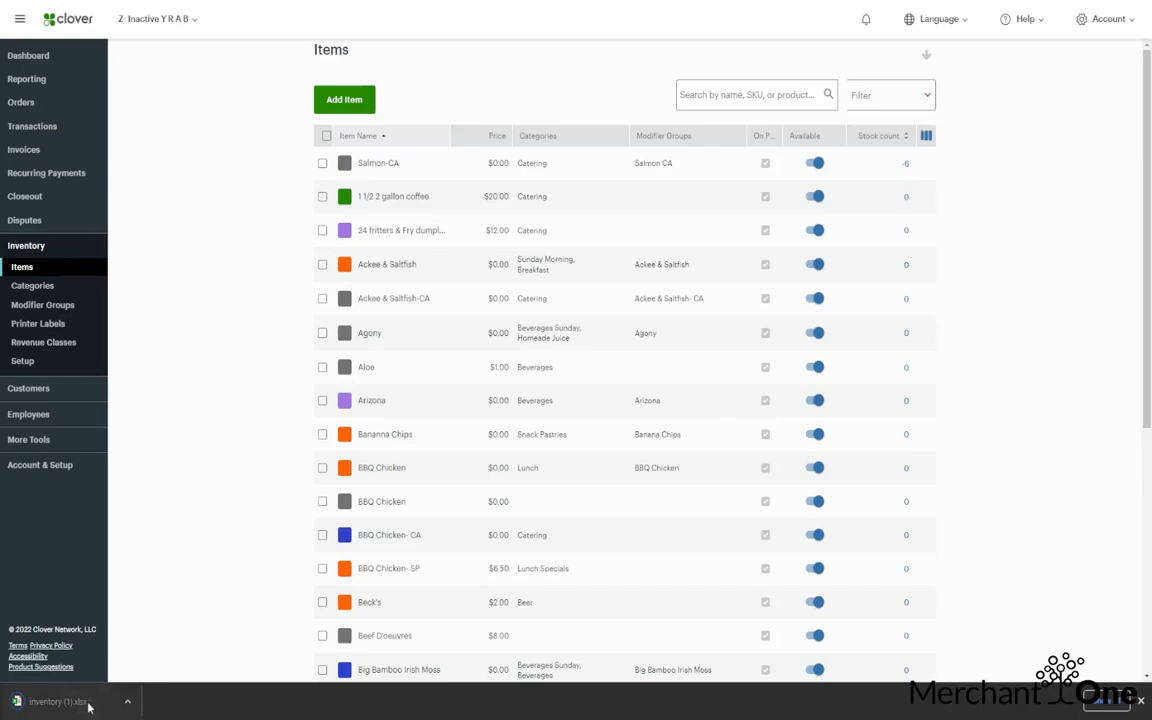 clover
Z- Inactive Y R A B
Language
Help
Account
Dashboard
Reporting
Orders
Transactions
Invoices
Recurring Payments
Closeout
Disputes
Inventory
Items
Categories
Modifier Groups
Printer Labels
Revenue Classes
Setup
Customers
Employees
More Tools
Account & Setup
© 2022 Clover Network, LLC
Terms Privacy Policy
Accessibility
Product Suggestions
Items
Add Item
Search by name, SKU, or product...
Filter
Item Name Price Categories Modifier Groups On P... Available Stock count
Salmon-CA $0.00 Catering Salmon CA -6
1 1/2 2 gallon coffee $20.00 Catering 0
24 fritters & Fry dumpl... $12.00 Catering 0
Ackee & Saltfish $0.00 Sunday Morning, Breakfast Ackee & Saltfish 0
Ackee & Saltfish-CA $0.00 Catering Ackee & Saltfish- CA 0
Agony $0.00 Beverages Sunday, Homeade Juice Agony 0
Aloe $1.00 Beverages 0
Arizona $0.00 Beverages Arizona 0
Bananna Chips $0.00 Snack Pastries Banana Chips 0
BBQ Chicken $0.00 Lunch BBQ Chicken 0
BBQ Chicken $0.00 0
BBQ Chicken- CA $0.00 Catering 0
BBQ Chicken- SP $6.50 Lunch Specials 0
Beck's $2.00 Beer 0
Beef D'oeuvres $8.00 0
Big Bamboo Irish Moss $0.00 Beverages Sunday, Beverages Big Bamboo Irish Moss 0
inventory (1).xlsx
Merchant One